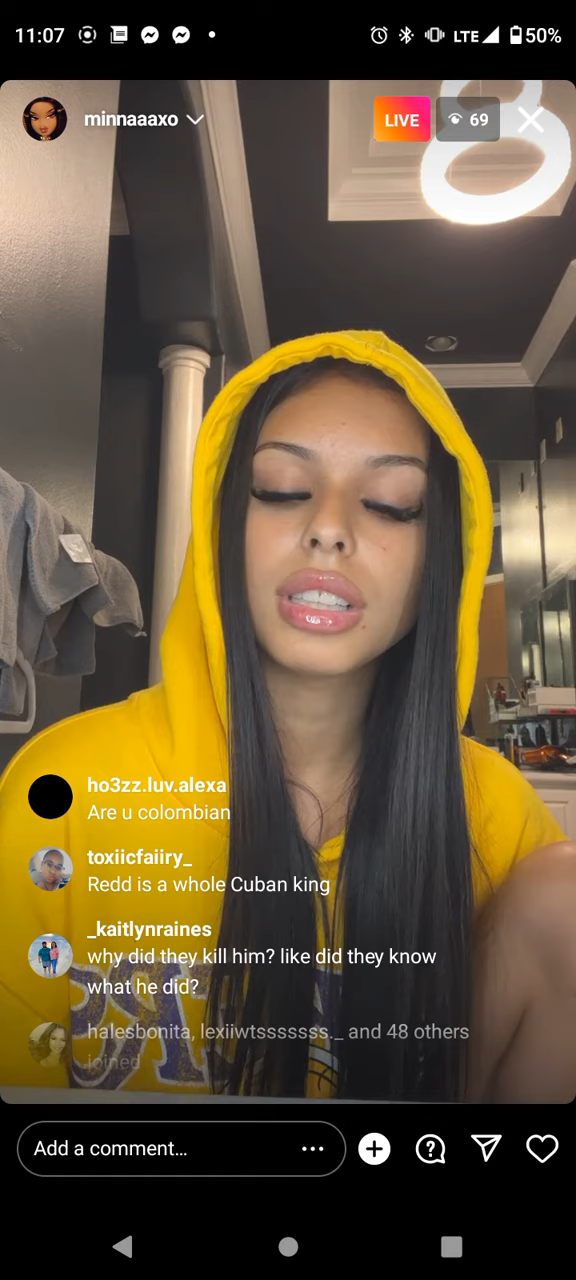 11:07 LTE 50%
minnaaaxo LIVE 69
ho3zz.luv.alexa
Are u colombian
toxiicfaiiry_
Redd is a whole Cuban king
_kaitlynraines
why did they kill him? like did they know
what he did?
halesbonita, lexiiwtsssssss._ and 48 others
joined
Add a comment…